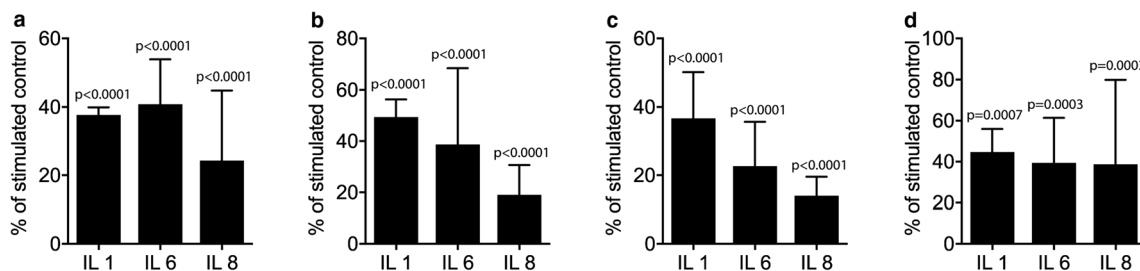 a
% of stimulated control
60
40
20
0
p<0.0001
p<0.0001
p<0.0001
IL 1 IL 6 IL 8
b
% of stimulated control
80
60
40
20
0
p<0.0001
p<0.0001
p<0.0001
IL 1 IL 6 IL 8
c
% of stimulated control
60
40
20
0
p<0.0001
p<0.0001
p<0.0001
IL 1 IL 6 IL 8
d
% of stimulated control
100
80
60
40
20
0
p=0.0007
p=0.0003
IL 1 IL 6 IL 8